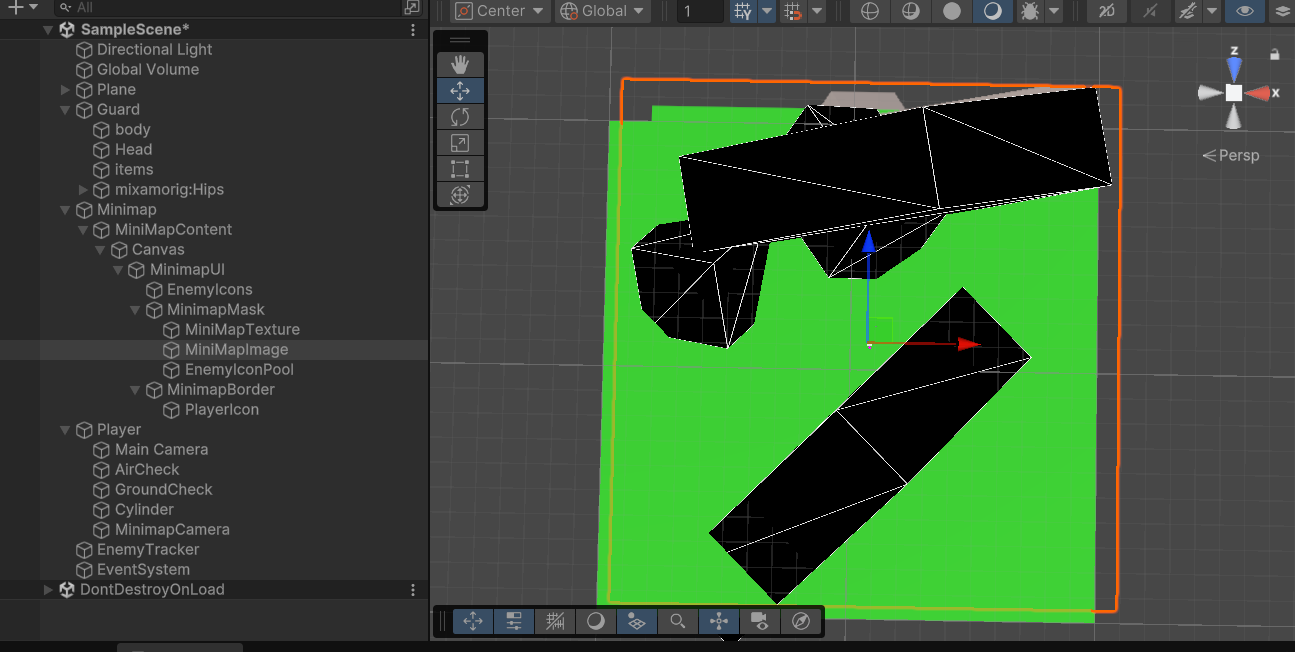 All
Center
Global
1
Y
2D
SampleScene*
Directional Light
Global Volume
Plane
Guard
body
Head
items
mixamorig:Hips
Minimap
MiniMapContent
Canvas
MinimapUI
EnemyIcons
MinimapMask
MiniMapTexture
MiniMapImage
EnemyIconPool
MinimapBorder
PlayerIcon
Player
Main Camera
AirCheck
GroundCheck
Cylinder
MinimapCamera
EnemyTracker
EventSystem
DontDestroyOnLoad
z
x
Persp